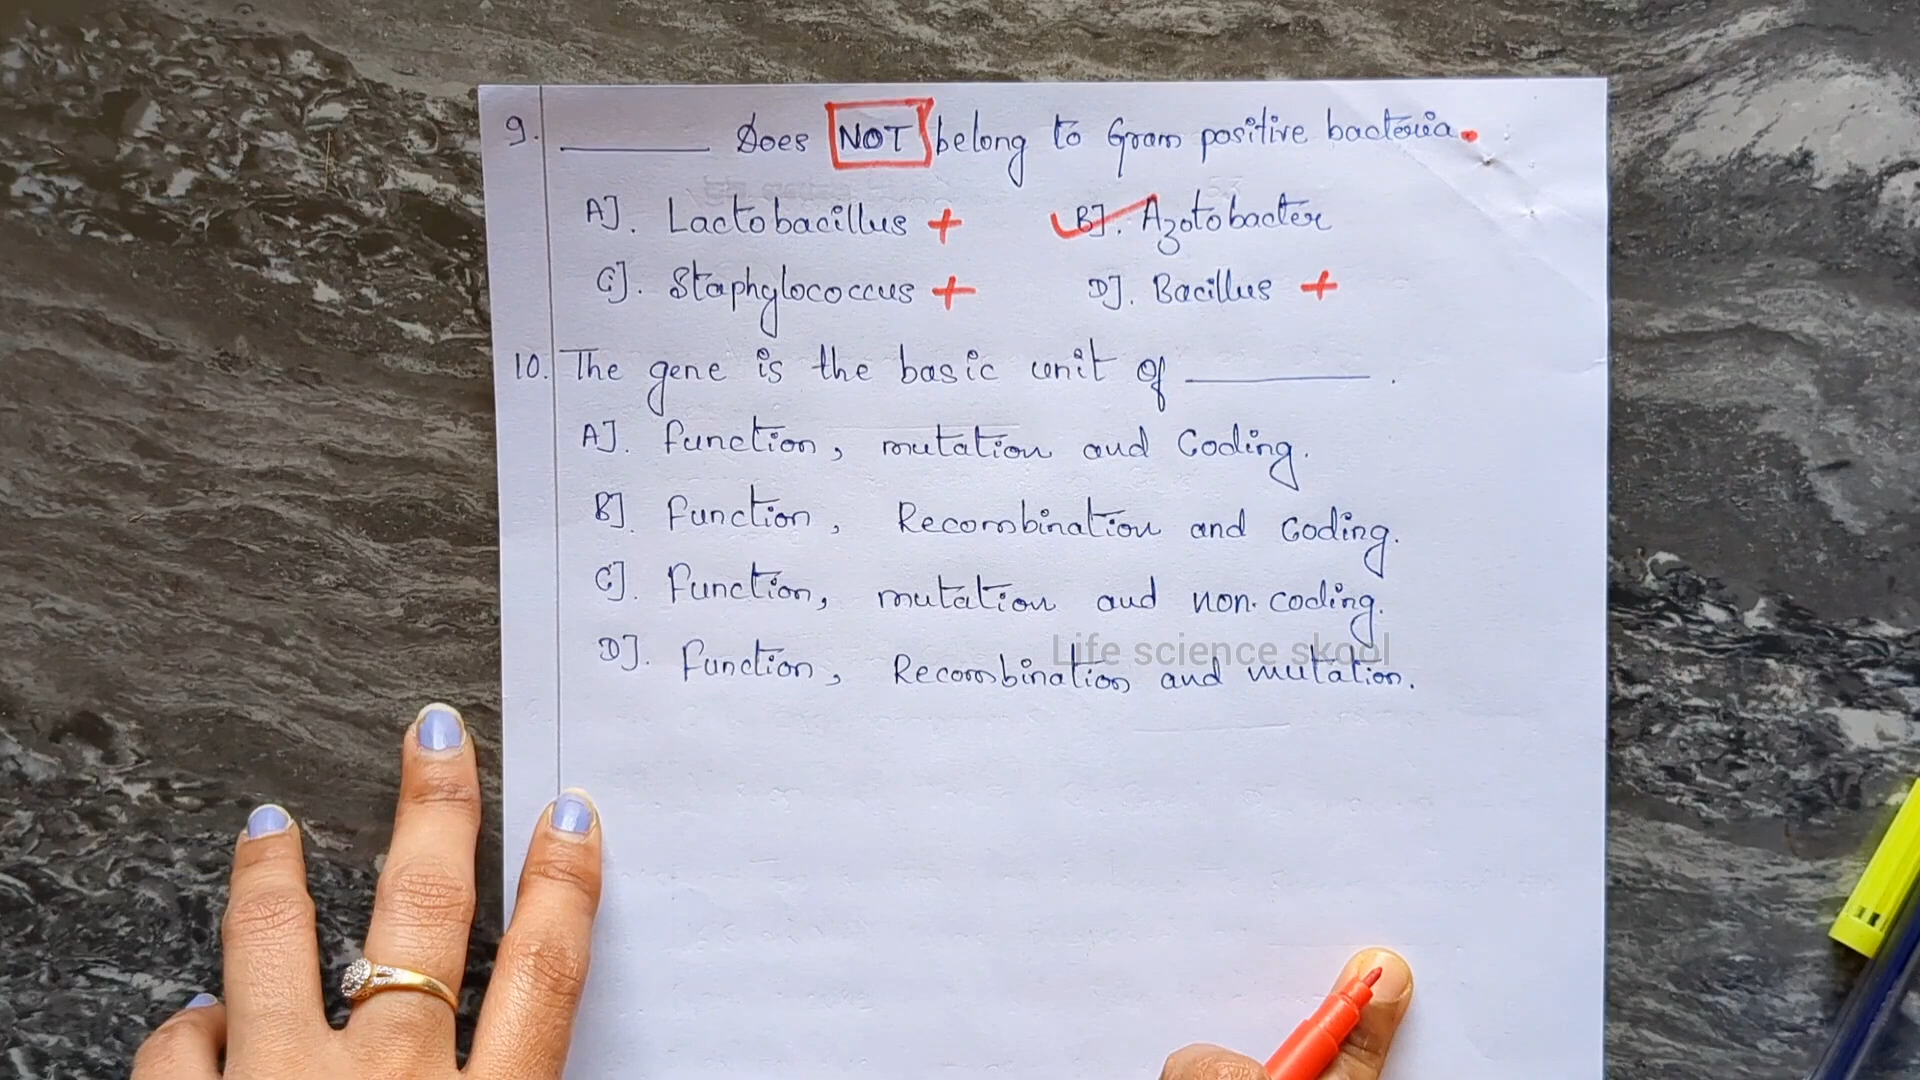 9. ______ Does NOT belong to Gram positive bacteria.
A]. Lactobacillus + B]. Azotobacter
C]. Staphylococcus + D]. Bacillus +
10. The gene is the basic unit of ______ .
A]. function, mutation and Coding.
B]. function, Recombination and coding.
C]. function, mutation and non-coding.
Life science skool
D]. function, Recombination and mutation.